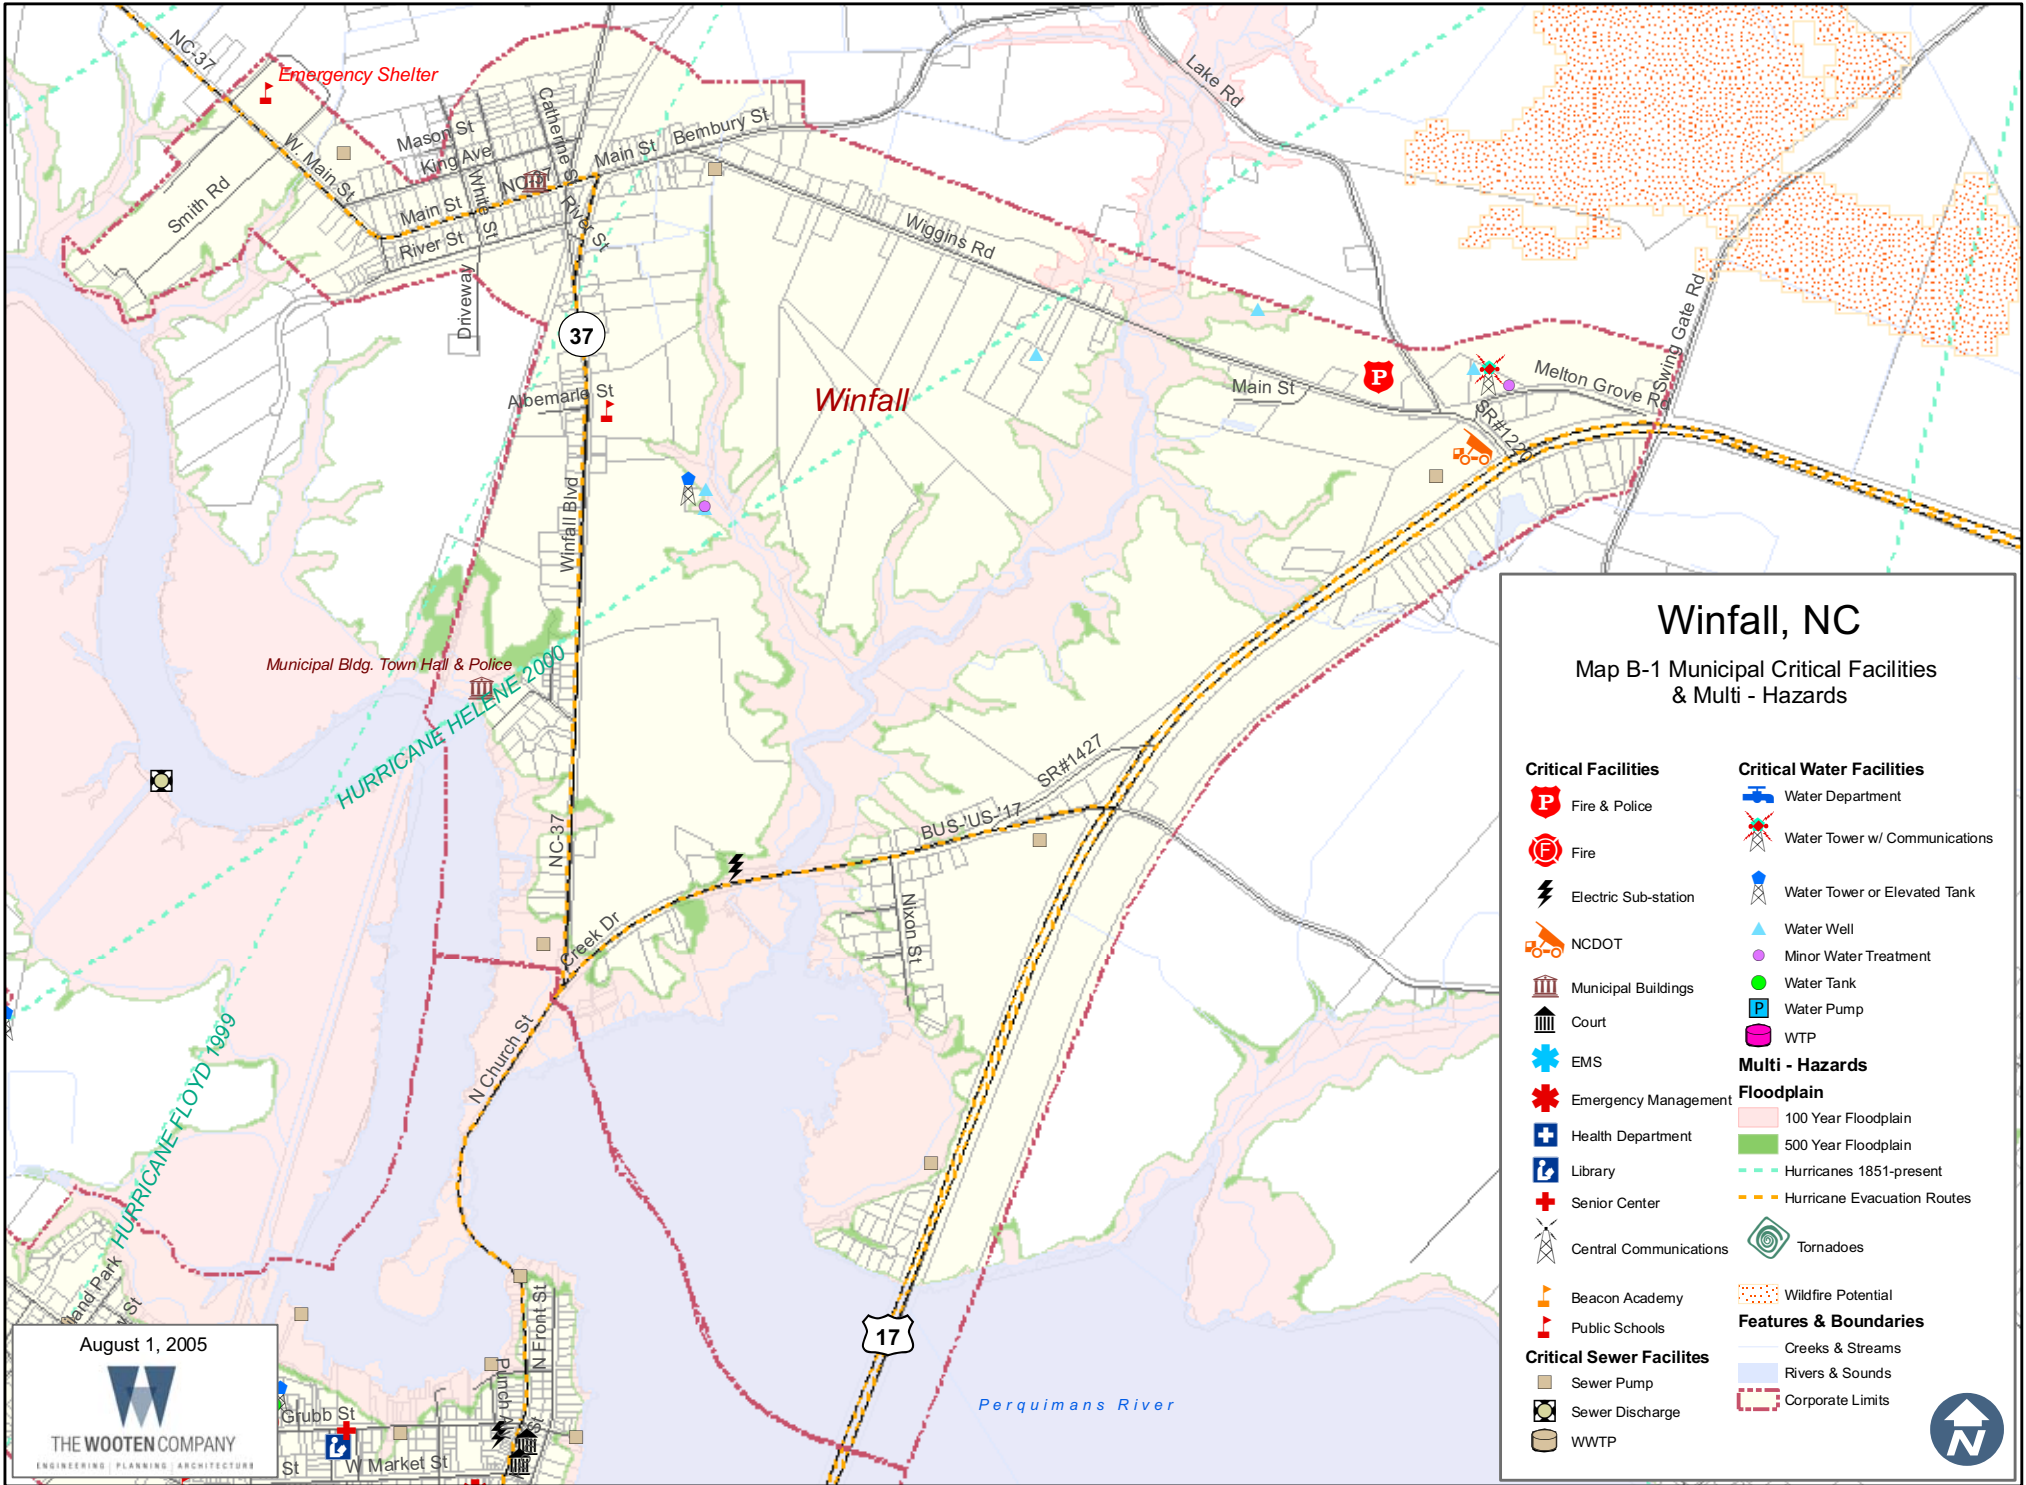 NC-37
Emergency Shelter
Mason St
King Ave
Catherine St
Main St
Bembury St
Lake Rd
W. Main St
Smith Rd
White St
NC-37
Main St
River St
River St
Wiggins Rd
Driveway
37
Albemarle St
Winfall
Main St
Melton Grove Rd
Swing Gate Rd
SR#1220
Winfall Blvd
Municipal Bldg. Town Hall & Police
HURRICANE HELENE 2000
SR#1427
BUS-'US-'17
NC-37
Creek Dr
Nixon St
N Church St
HURRICANE FLOYD 1999
N Front St
Punch
17
Perquimans River
Grubb St
W Market St
St
St
St
August 1, 2005
THE WOOTEN COMPANY
ENGINEERING | PLANNING | ARCHITECTURE
Winfall, NC
Map B-1 Municipal Critical Facilities
& Multi - Hazards
Critical Facilities
P Fire & Police
F Fire
Electric Sub-station
NCDOT
Municipal Buildings
Court
EMS
Emergency Management
Health Department
Library
Senior Center
Central Communications
Beacon Academy
Public Schools
Critical Sewer Facilites
Sewer Pump
Sewer Discharge
WWTP
Critical Water Facilities
Water Department
Water Tower w/ Communications
Water Tower or Elevated Tank
Water Well
Minor Water Treatment
Water Tank
P Water Pump
WTP
Multi - Hazards
Floodplain
100 Year Floodplain
500 Year Floodplain
Hurricanes 1851-present
Hurricane Evacuation Routes
Tornadoes
Wildfire Potential
Features & Boundaries
Creeks & Streams
Rivers & Sounds
Corporate Limits
N